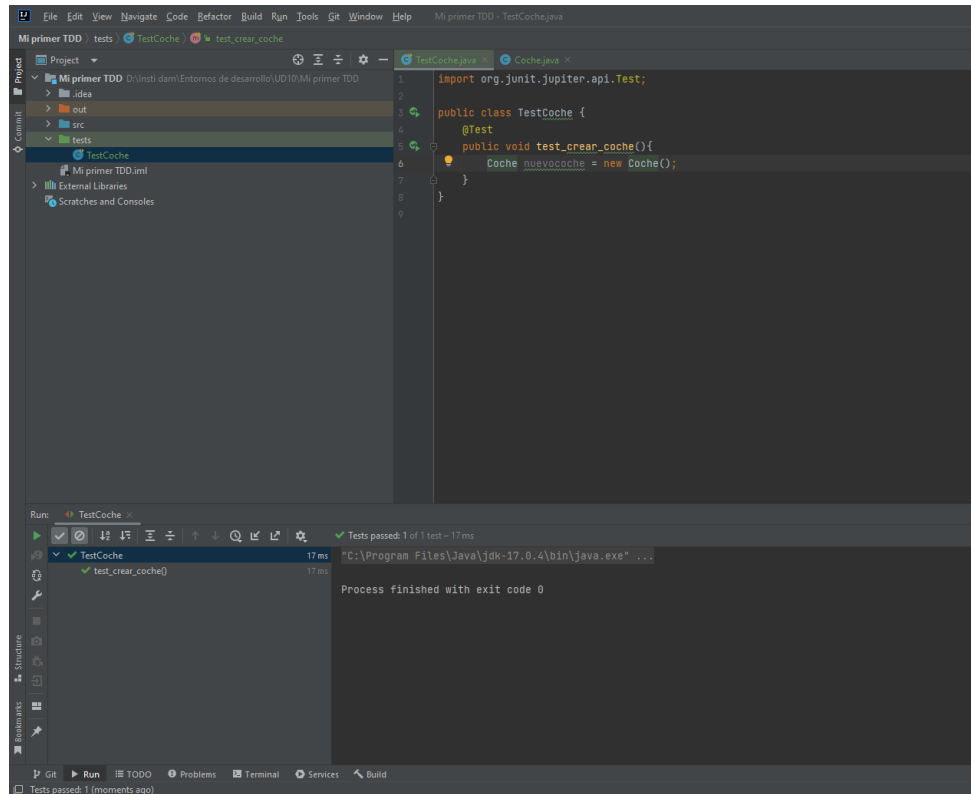 File Edit View Navigate Code Refactor Build Run Tools Git Window Help Mi primer TDD - TestCoche.java
Mi primer TDD tests TestCoche test_crear_coche
Project
Project
Commit
Mi primer TDD D:\Insti dam\Entornos de desarrollo\UD10\Mi primer TDD
.idea
out
src
tests
TestCoche
Mi primer TDD.iml
External Libraries
Scratches and Consoles
TestCoche.java Coche.java
1 import org.junit.jupiter.api.Test;
2
3 public class TestCoche {
4 @Test
5 public void test_crear_coche(){
6 Coche nuevocoche = new Coche();
7 }
8 }
9
Run: TestCoche
Tests passed: 1 of 1 test – 17 ms
TestCoche 17 ms
test_crear_coche() 17 ms
"C:\Program Files\Java\jdk-17.0.4\bin\java.exe" ...
Process finished with exit code 0
Structure
Bookmarks
Git Run TODO Problems Terminal Services Build
Tests passed: 1 (moments ago)